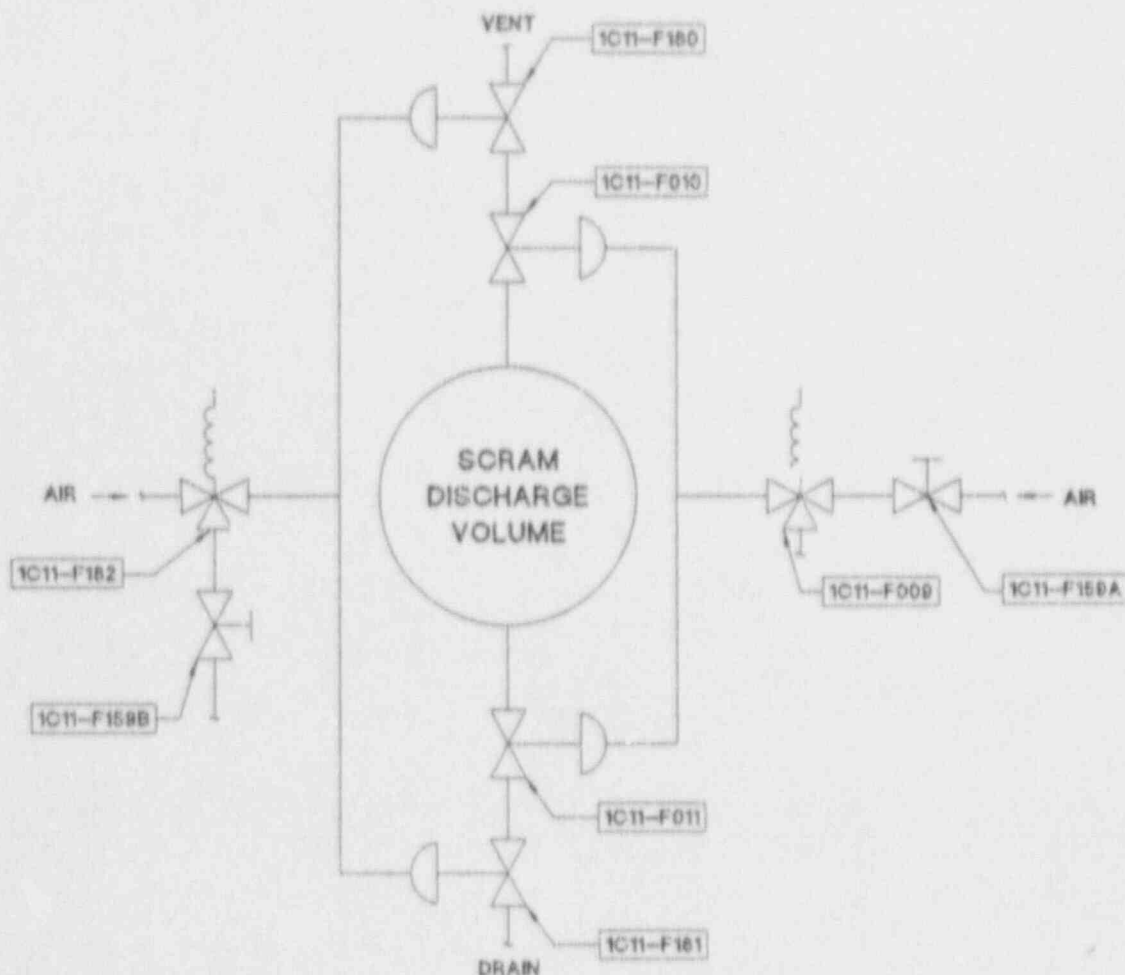 VENT
1C11-F180
1C11-F010
SCRAM
DISCHARGE
VOLUME
AIR
AIR
1C11-F182
1C11-F009
1C11-F159A
1C11-F159B
1C11-F011
1C11-F181
DRAIN